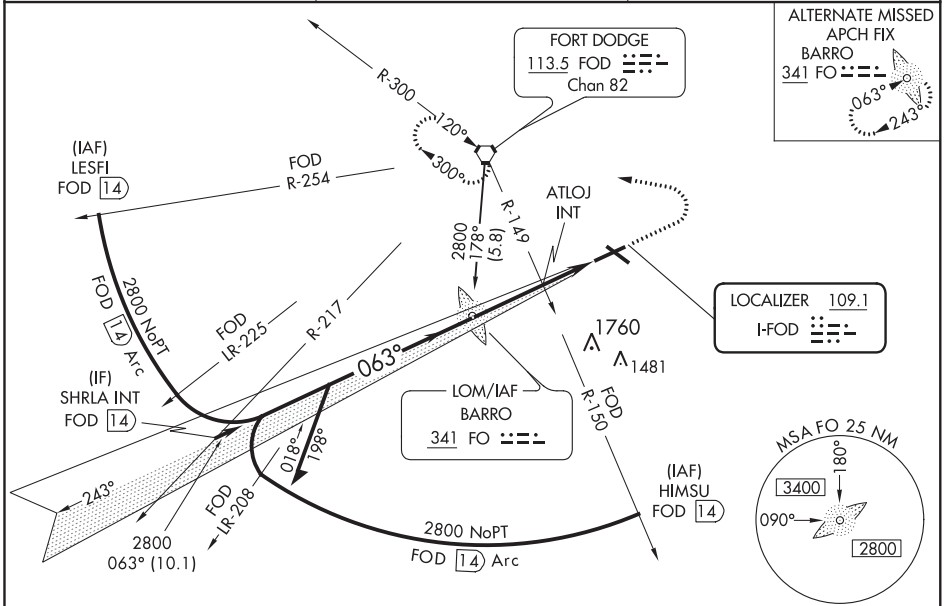 ALTERNATE MISSED
APCH FIX
BARRO
341 FO
063°
243°
FORT DODGE
113.5 FOD
Chan 82
R-300
120°
300°
(IAF)
LESFI
FOD 14
FOD
R-254
ATLOJ
INT
R-149
2800
178°
(5.8)
2800 NoPT
FOD 14 Arc
FOD
LR-225
R-217
LOCALIZER 109.1
I-FOD
063°
1760
1481
(IF)
SHRLA INT
FOD 14
LOM/IAF
BARRO
341 FO
FOD
R-150
018°
198°
243°
FOD
LR-208
2800
063° (10.1)
(IAF)
HIMSU
FOD 14
2800 NoPT
FOD 14 Arc
MSA FO 25 NM
180°
3400
090°
2800